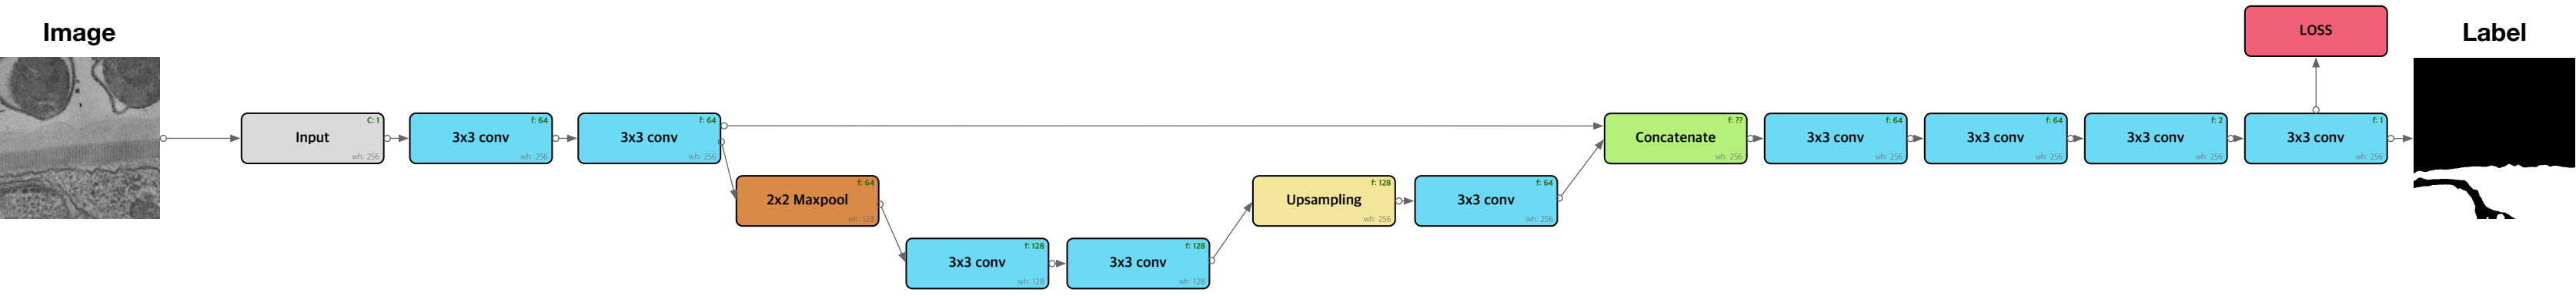 Image
Input
C: 1
wh: 256
3x3 conv
f: 64
wh: 256
3x3 conv
f: 64
wh: 256
2x2 Maxpool
f: 64
wh: 128
3x3 conv
f: 128
wh: 128
3x3 conv
f: 128
wh: 128
Upsampling
f: 128
wh: 256
3x3 conv
f: 64
wh: 256
Concatenate
f: ??
wh: 256
3x3 conv
f: 64
wh: 256
3x3 conv
f: 64
wh: 256
3x3 conv
f: 2
wh: 256
3x3 conv
f: 1
wh: 256
LOSS
Label